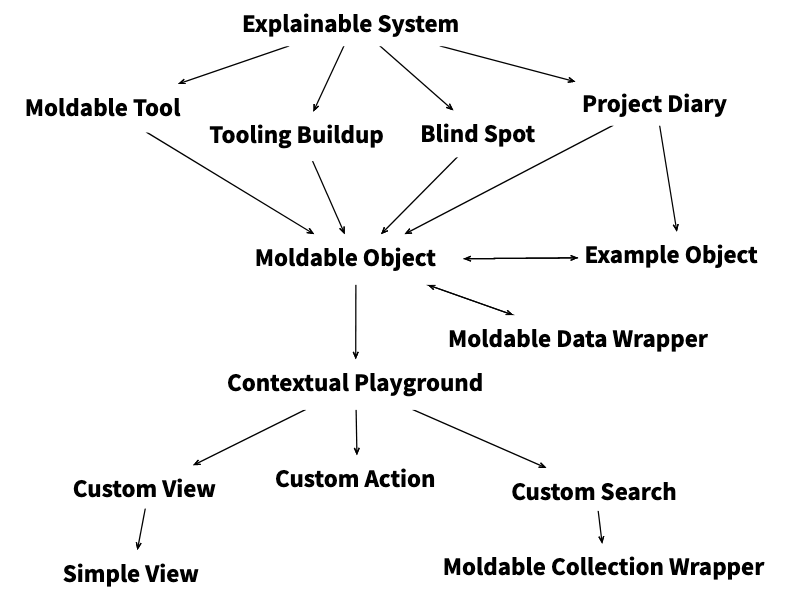 Explainable System
Moldable Tool
Tooling Buildup
Blind Spot
Project Diary
Moldable Object
Example Object
Moldable Data Wrapper
Contextual Playground
Custom View
Custom Action
Custom Search
Simple View
Moldable Collection Wrapper